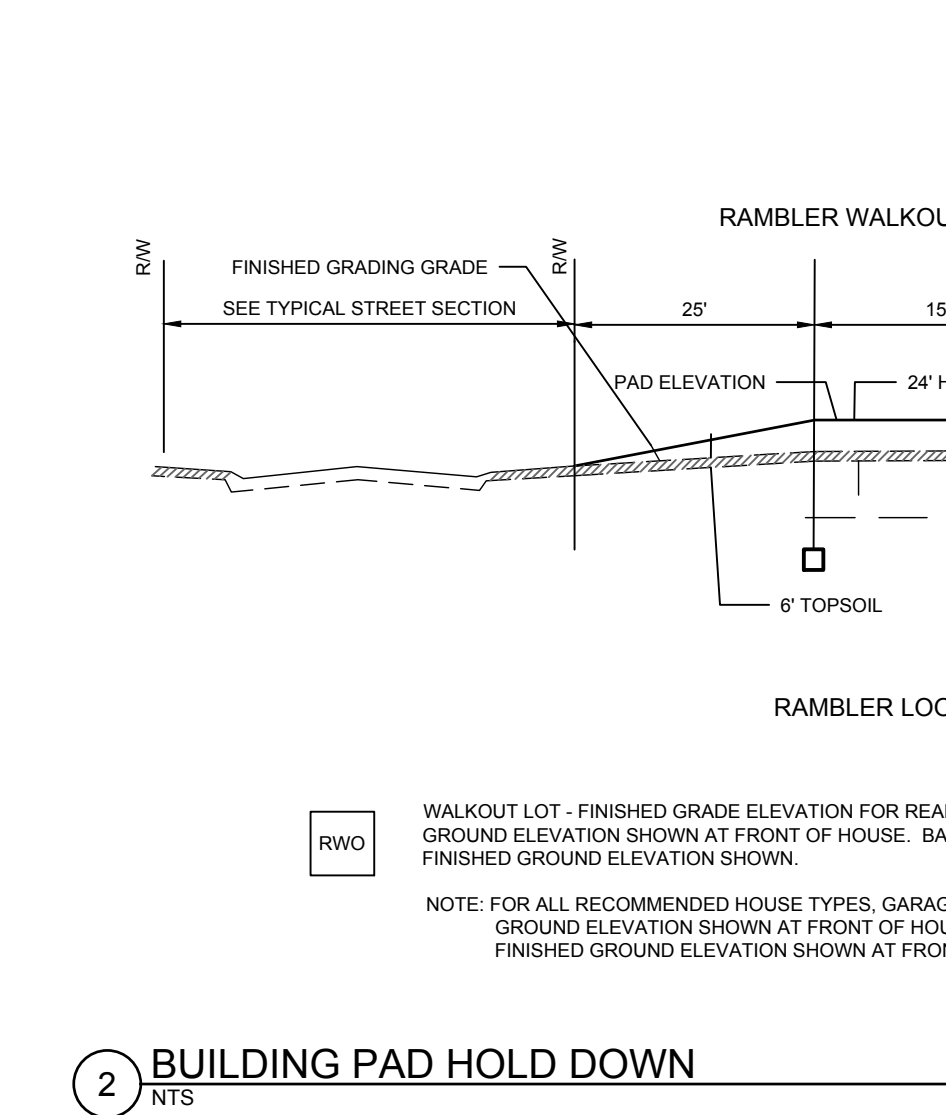 RAMBLER WALKOU
R/W
R/W
FINISHED GRADING GRADE
SEE TYPICAL STREET SECTION
25'
15
PAD ELEVATION
24' H
6' TOPSOIL
RAMBLER LOO
RWO
WALKOUT LOT - FINISHED GRADE ELEVATION FOR REA
GROUND ELEVATION SHOWN AT FRONT OF HOUSE. BA
FINISHED GROUND ELEVATION SHOWN.
NOTE: FOR ALL RECOMMENDED HOUSE TYPES, GARAG
GROUND ELEVATION SHOWN AT FRONT OF HOU
FINISHED GROUND ELEVATION SHOWN AT FRON
2 BUILDING PAD HOLD DOWN
NTS